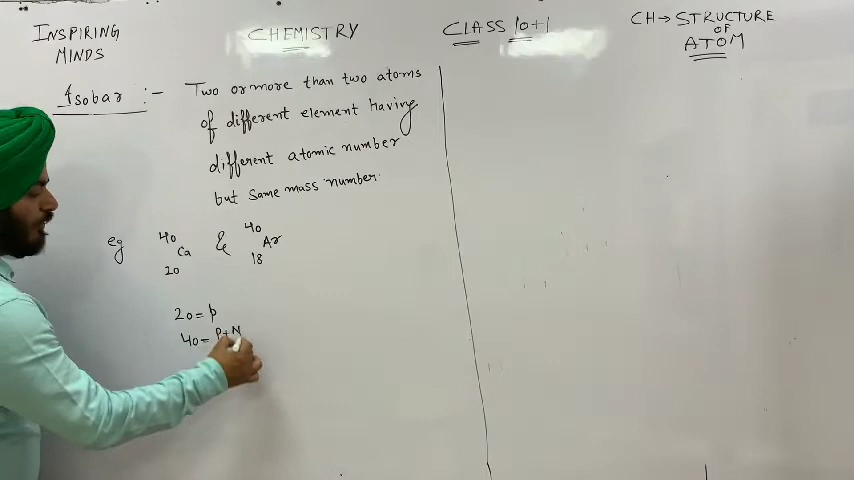 INSPIRING
MINDS
CHEMISTRY
CLASS 10+1
CH→ STRUCTURE
OF
ATOM
Isobar :- Two or more than two atoms
of different element having
different atomic number
but same mass number.
eg 40 Ca 20 & 40 Ar 18
20 = p
40 = P+N